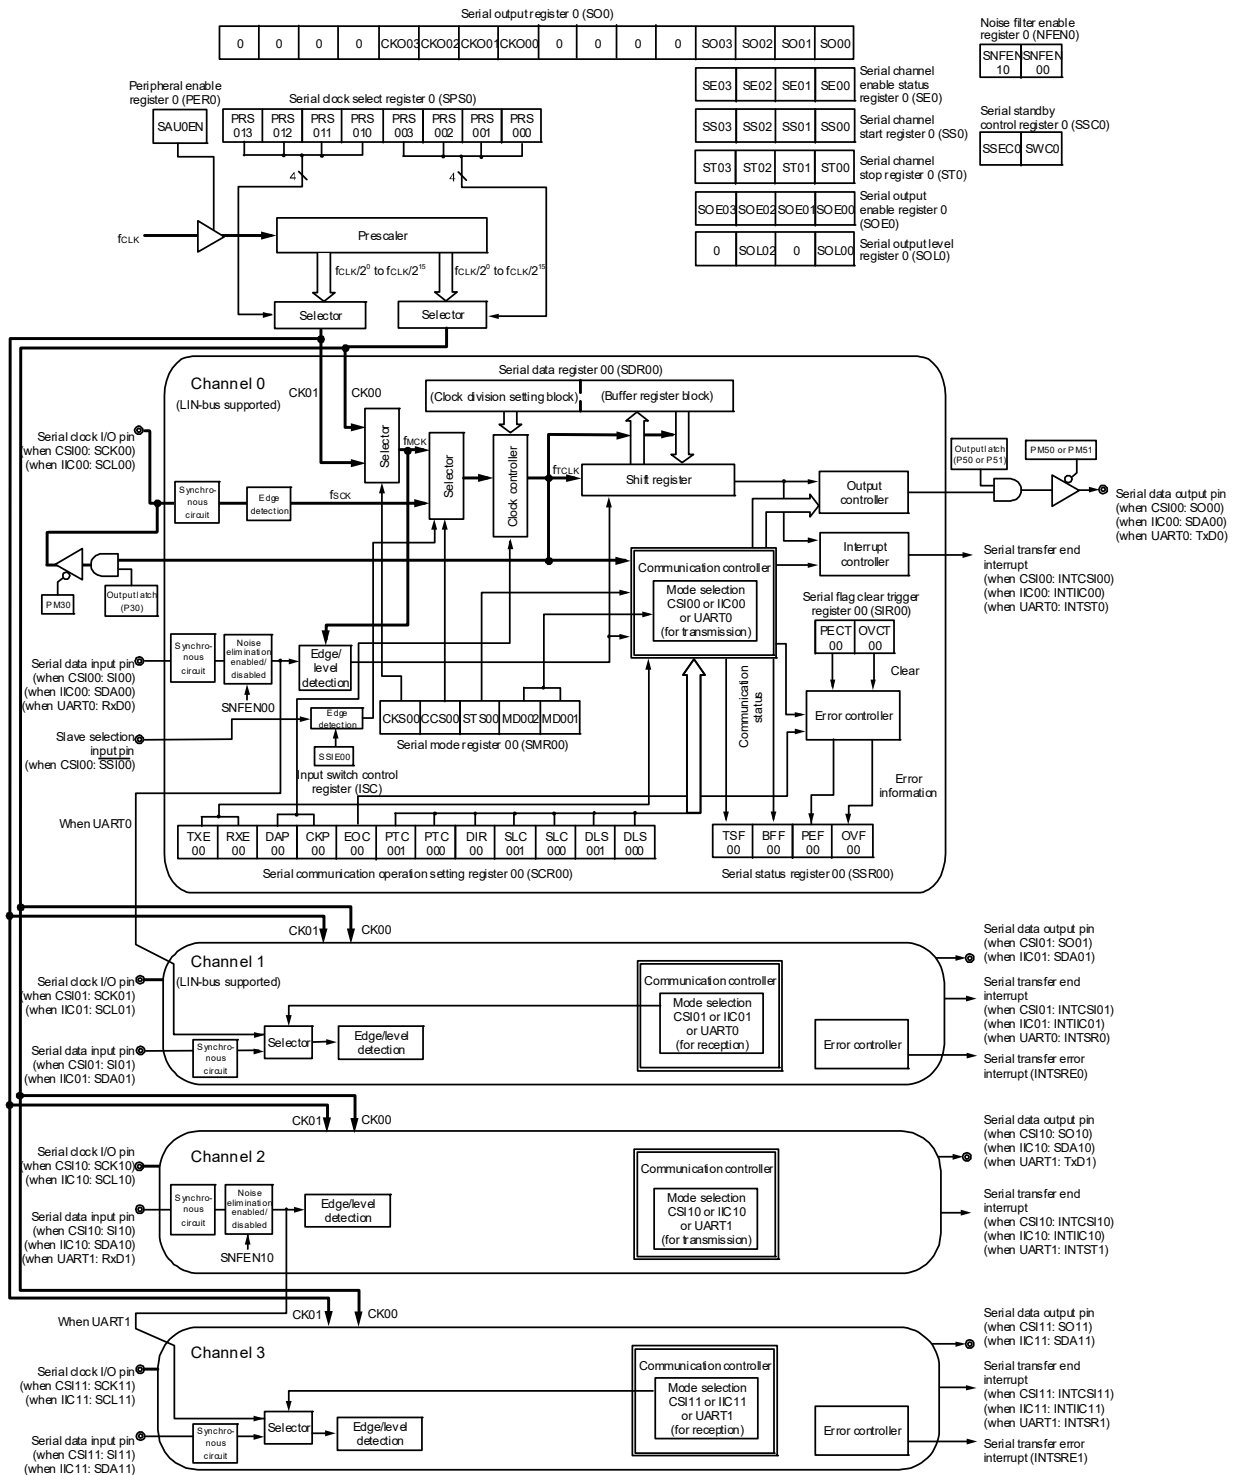 Serial output register 0 (SO0)
0 0 0 0 CKO03 CKO02 CKO01 CKO00 0 0 0 0 SO03 SO02 SO01 SO00
Noise filter enable
register 0 (NFEN0)
SNFEN
10
SNFEN
00
Peripheral enable
register 0 (PER0)
SAU0EN
Serial clock select register 0 (SPS0)
PRS
013
PRS
012
PRS
011
PRS
010
PRS
003
PRS
002
PRS
001
PRS
000
4
4
SE03 SE02 SE01 SE00
Serial channel
enable status
register 0 (SE0)
SS03 SS02 SS01 SS00
Serial channel
start register 0 (SS0)
ST03 ST02 ST01 ST00
Serial channel
stop register 0 (ST0)
SOE03 SOE02 SOE01 SOE00
Serial output
enable register 0
(SOE0)
0 SOL02 0 SOL00
Serial output level
register 0 (SOL0)
Serial standby
control register 0 (SSC0)
SSEC0 SWC0
fCLK
Prescaler
fCLK/2⁰ to fCLK/2¹⁵
fCLK/2⁰ to fCLK/2¹⁵
Selector
Selector
Channel 0
(LIN-bus supported)
CK01
CK00
Serial data register 00 (SDR00)
(Clock division setting block)
(Buffer register block)
Serial clock I/O pin
(when CSI00: SCK00)
(when IIC00: SCL00)
Synchro-
nous
circuit
Edge
detection
fSCK
Selector
fMCK
Selector
Clock controller
fTCLK
Shift register
Output
controller
Interrupt
controller
Output latch
(P50 or P51)
PM50 or PM51
Serial data output pin
(when CSI00: SO00)
(when IIC00: SDA00)
(when UART0: TxD0)
Serial transfer end
interrupt
(when CSI00: INTCSI00)
(when IIC00: INTIIC00)
(when UART0: INTST0)
PM30
Output latch
(P30)
Communication controller
Mode selection
CSI00 or IIC00
or UART0
(for transmission)
Serial flag clear trigger
register 00 (SIR00)
PECT
00
OVCT
00
Clear
Serial data input pin
(when CSI00: SI00)
(when IIC00: SDA00)
(when UART0: RxD0)
Synchro-
nous
circuit
Noise
elimination
enabled/
disabled
SNFEN00
Edge/
level
detection
Slave selection
input pin
(when CSI00: SSI00)
Edge
detection
SSIE00
Input switch control
register (ISC)
CKS00 CCS00 STS00 MD002 MD001
Serial mode register 00 (SMR00)
Communication
status
Error controller
Error
information
When UART0
TXE
00
RXE
00
DAP
00
CKP
00
EOC
00
PTC
001
PTC
000
DIR
00
SLC
001
SLC
000
DLS
001
DLS
000
Serial communication operation setting register 00 (SCR00)
TSF
00
BFF
00
PEF
00
OVF
00
Serial status register 00 (SSR00)
CK01
CK00
Channel 1
(LIN-bus supported)
Serial clock I/O pin
(when CSI01: SCK01)
(when IIC01: SCL01)
Serial data input pin
(when CSI01: SI01)
(when IIC01: SDA01)
Synchro-
nous
circuit
Selector
Edge/level
detection
Communication controller
Mode selection
CSI01 or IIC01
or UART0
(for reception)
Error controller
Serial data output pin
(when CSI01: SO01)
(when IIC01: SDA01)
Serial transfer end
interrupt
(when CSI01: INTCSI01)
(when IIC01: INTIIC01)
(when UART0: INTSR0)
Serial transfer error
interrupt (INTSRE0)
CK01
CK00
Channel 2
Serial clock I/O pin
(when CSI10: SCK10)
(when IIC10: SCL10)
Serial data input pin
(when CSI10: SI10)
(when IIC10: SDA10)
(when UART1: RxD1)
Synchro-
nous
circuit
Noise
elimination
enabled/
disabled
SNFEN10
Edge/level
detection
Communication controller
Mode selection
CSI10 or IIC10
or UART1
(for transmission)
Serial data output pin
(when CSI10: SO10)
(when IIC10: SDA10)
(when UART1: TxD1)
Serial transfer end
interrupt
(when CSI10: INTCSI10)
(when IIC10: INTIIC10)
(when UART1: INTST1)
When UART1
CK01
CK00
Channel 3
Serial clock I/O pin
(when CSI11: SCK11)
(when IIC11: SCL11)
Serial data input pin
(when CSI11: SI11)
(when IIC11: SDA11)
Synchro-
nous
circuit
Selector
Edge/level
detection
Communication controller
Mode selection
CSI11 or IIC11
or UART1
(for reception)
Error controller
Serial data output pin
(when CSI11: SO11)
(when IIC11: SDA11)
Serial transfer end
interrupt
(when CSI11: INTCSI11)
(when IIC11: INTIIC11)
(when UART1: INTSR1)
Serial transfer error
interrupt (INTSRE1)